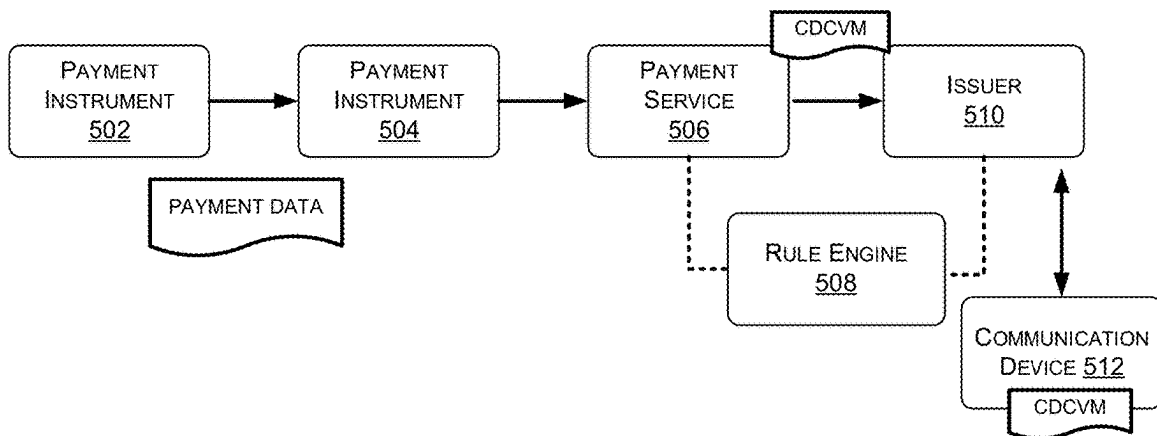 CDCVM
PAYMENT
INSTRUMENT
502
PAYMENT
INSTRUMENT
504
PAYMENT
SERVICE
506
ISSUER
510
PAYMENT DATA
RULE ENGINE
508
COMMUNICATION
DEVICE 512
CDCVM